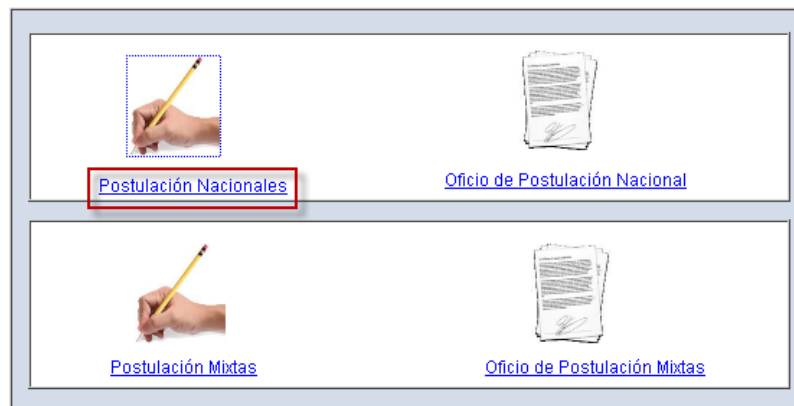 Postulación Nacionales
Oficio de Postulación Nacional
Postulación Mixtas
Oficio de Postulación Mixtas